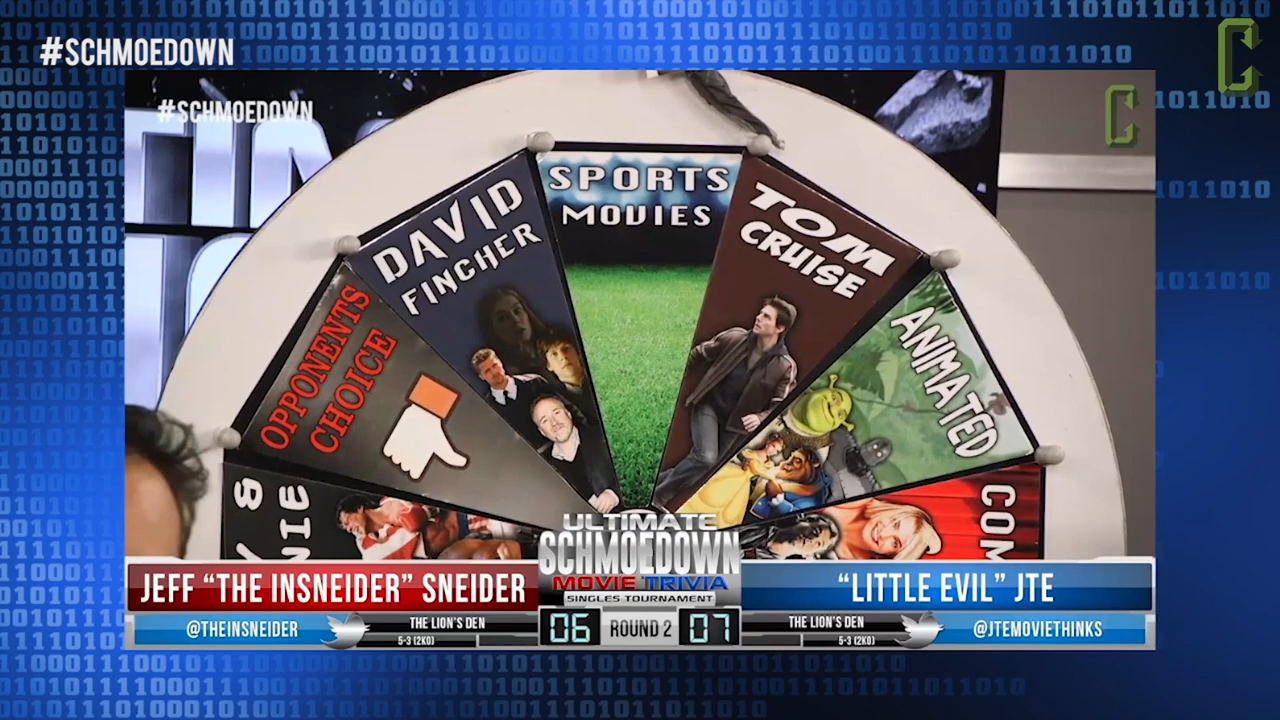 #SCHMOEDOWN
#SCHMOEDOWN
SPORTS
MOVIES
DAVID
FINCHER
TOM
CRUISE
OPPONENTS
CHOICE
ANIMATED
ULTIMATE
SCHMOEDOWN
MOVIE TRIVIA
SINGLES TOURNAMENT
JEFF “THE INSNEIDER” SNEIDER
“LITTLE EVIL” JTE
@THEINSNEIDER
THE LION'S DEN
5-3 (2KO)
06
ROUND 2
07
THE LION'S DEN
5-3 (2KO)
@JTEMOVIETHINKS